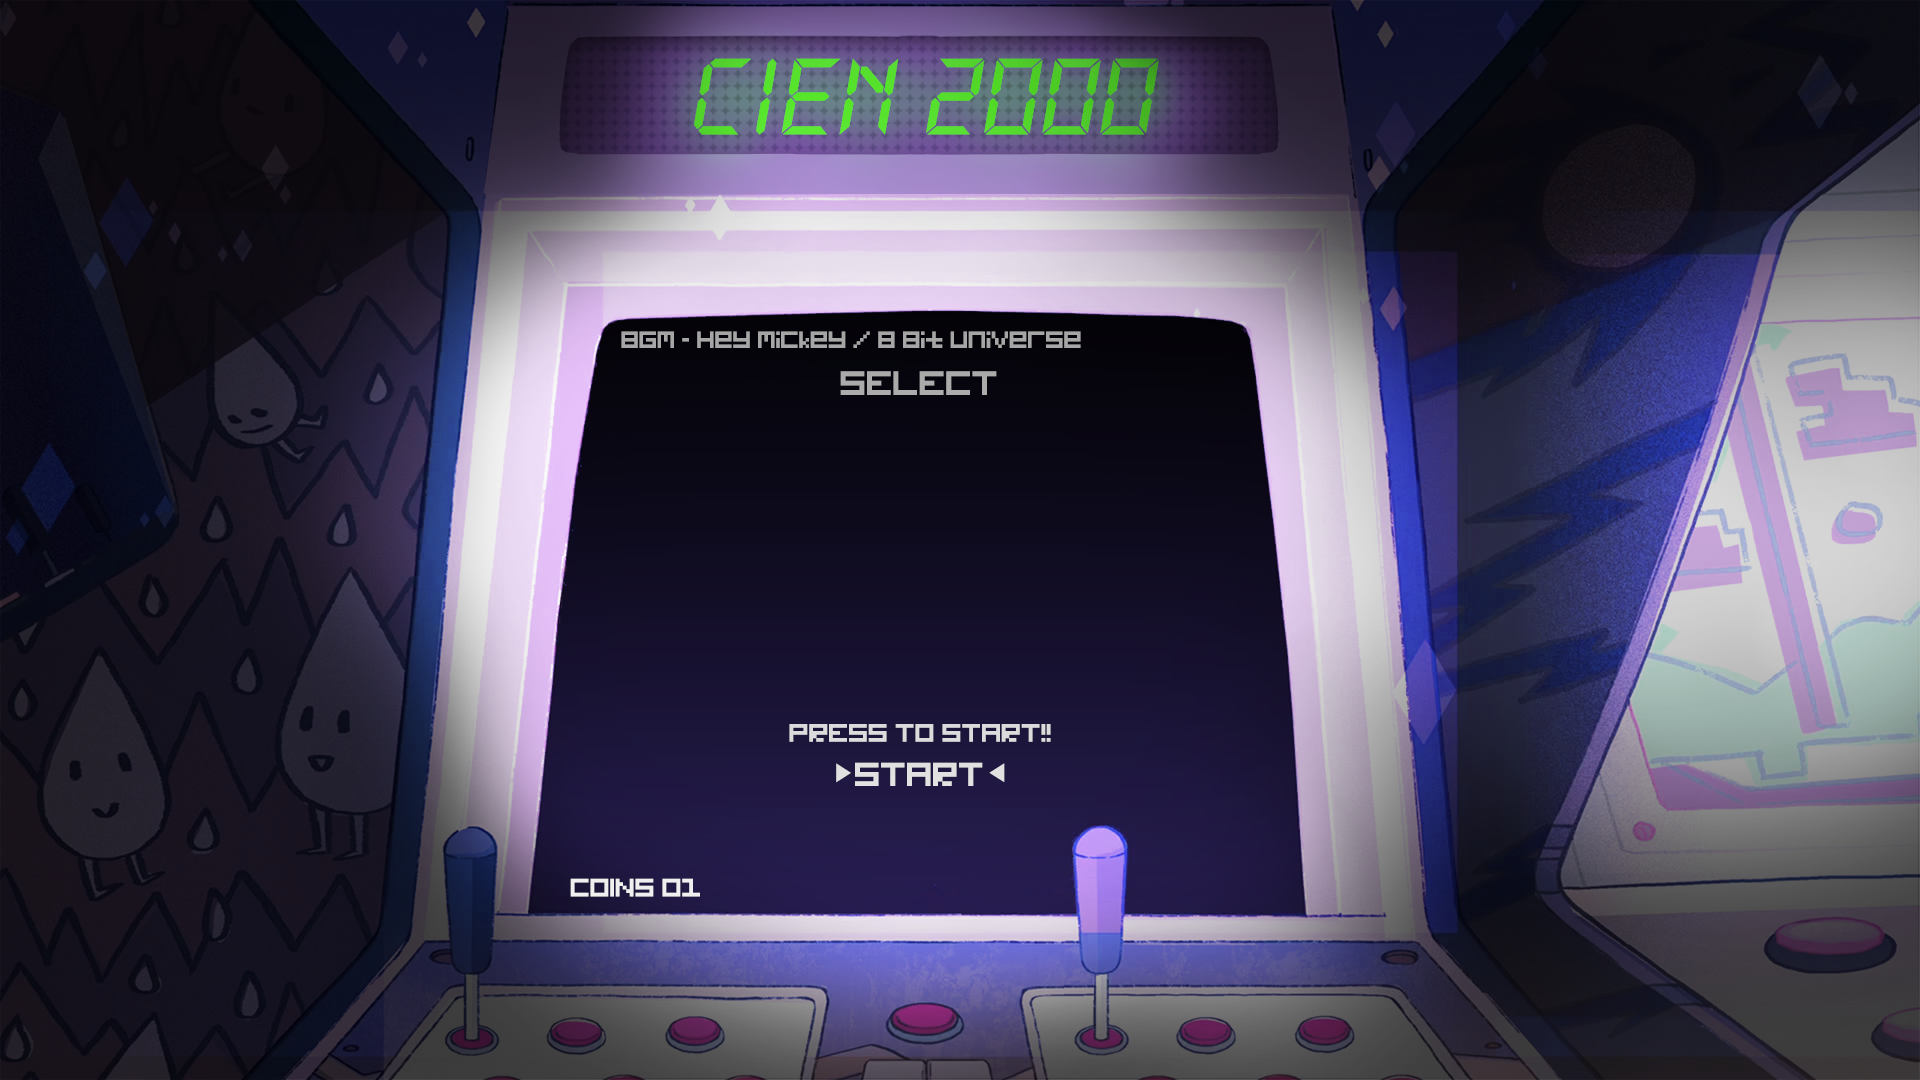 CIEN 2000
BGM - Hey Mickey / 8 Bit Universe
SELECT
PRESS TO START!!
▶START◀
COINS 01